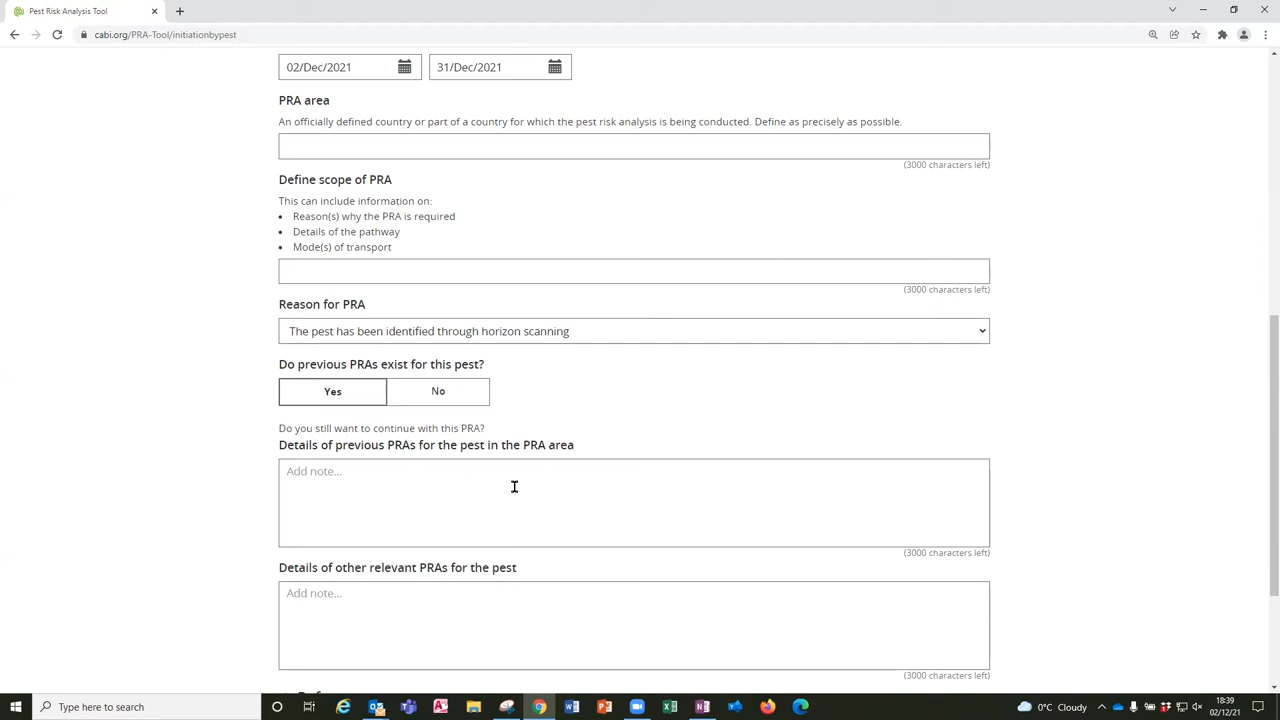 Pest Risk Analysis Tool
cabi.org/PRA-Tool/initiationbypest
02/Dec/2021
31/Dec/2021
PRA area
An officially defined country or part of a country for which the pest risk analysis is being conducted. Define as precisely as possible.
(3000 characters left)
Define scope of PRA
This can include information on:
• Reason(s) why the PRA is required
• Details of the pathway
• Mode(s) of transport
(3000 characters left)
Reason for PRA
The pest has been identified through horizon scanning
Do previous PRAs exist for this pest?
Yes
No
Do you still want to continue with this PRA?
Details of previous PRAs for the pest in the PRA area
Add note...
(3000 characters left)
Details of other relevant PRAs for the pest
Add note...
(3000 characters left)
Type here to search
0°C Cloudy
18:39
02/12/21